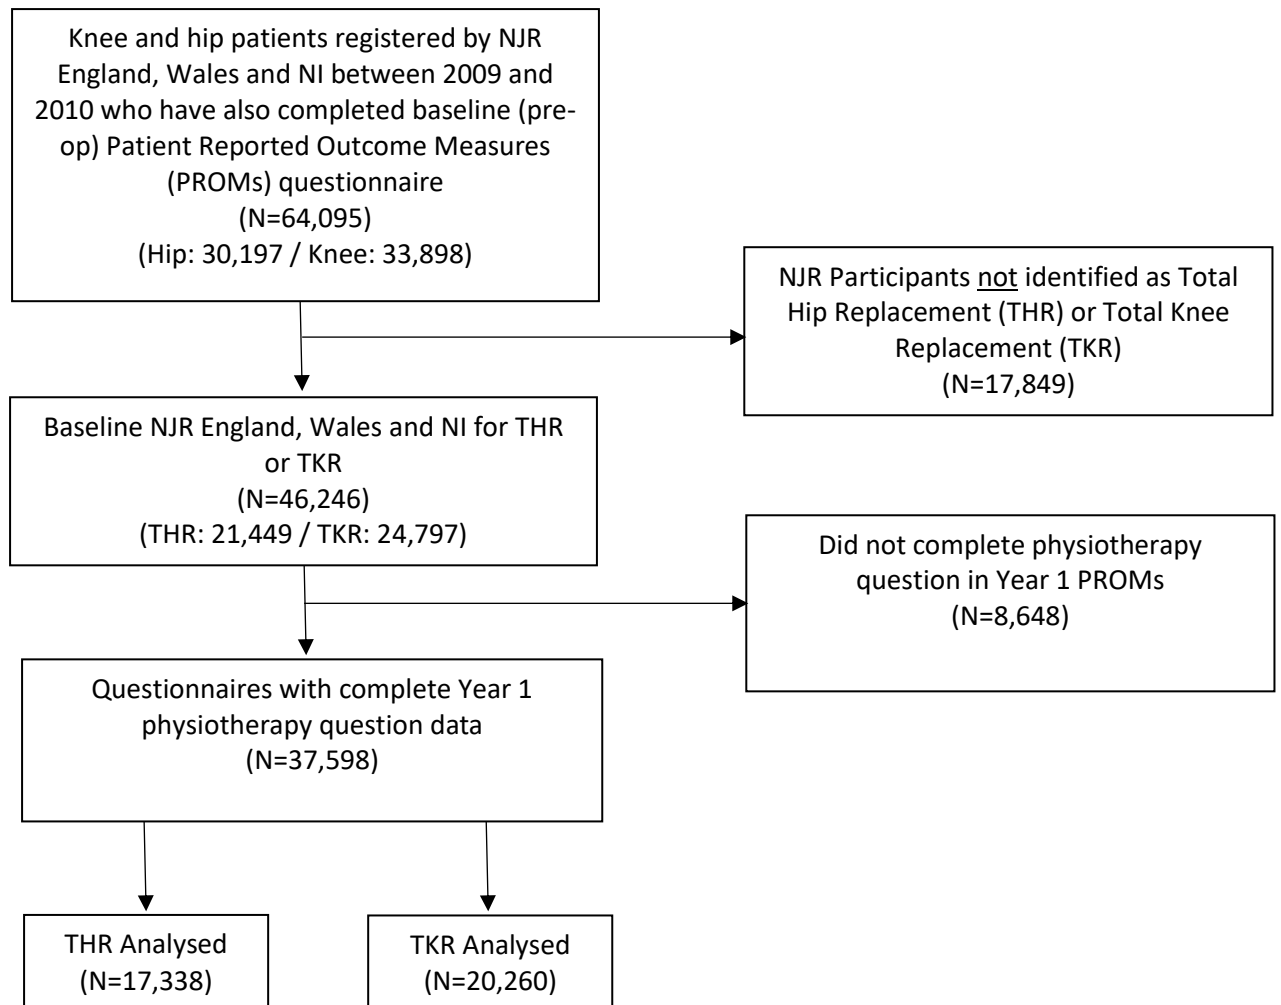 Knee and hip patients registered by NJR
England, Wales and NI between 2009 and
2010 who have also completed baseline (pre-
op) Patient Reported Outcome Measures
(PROMs) questionnaire
(N=64,095)
(Hip: 30,197 / Knee: 33,898)
NJR Participants not identified as Total
Hip Replacement (THR) or Total Knee
Replacement (TKR)
(N=17,849)
Baseline NJR England, Wales and NI for THR
or TKR
(N=46,246)
(THR: 21,449 / TKR: 24,797)
Did not complete physiotherapy
question in Year 1 PROMs
(N=8,648)
Questionnaires with complete Year 1
physiotherapy question data
(N=37,598)
THR Analysed
(N=17,338)
TKR Analysed
(N=20,260)